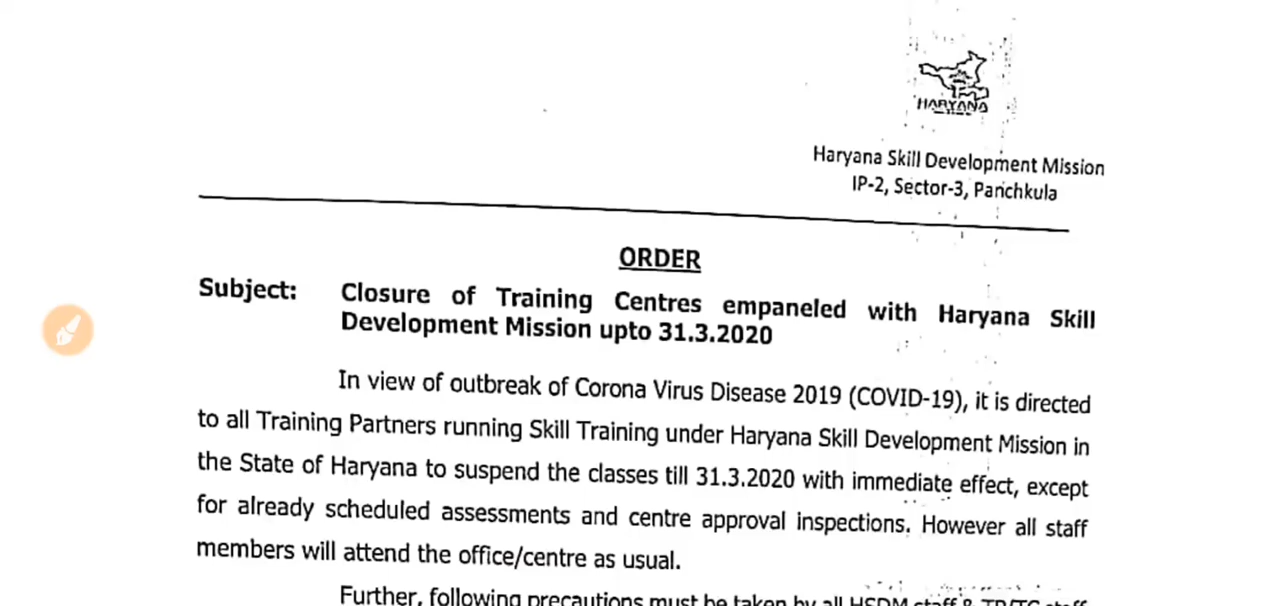 HARYANA
Haryana Skill Development Mission
IP-2, Sector-3, Panchkula
ORDER
Subject: Closure of Training Centres empaneled with Haryana Skill
Development Mission upto 31.3.2020
In view of outbreak of Corona Virus Disease 2019 (COVID-19), it is directed
to all Training Partners running Skill Training under Haryana Skill Development Mission in
the State of Haryana to suspend the classes till 31.3.2020 with immediate effect, except
for already scheduled assessments and centre approval inspections. However all staff
members will attend the office/centre as usual.
Further, following precautions must be taken by all HSDM staff & TP/TC staff